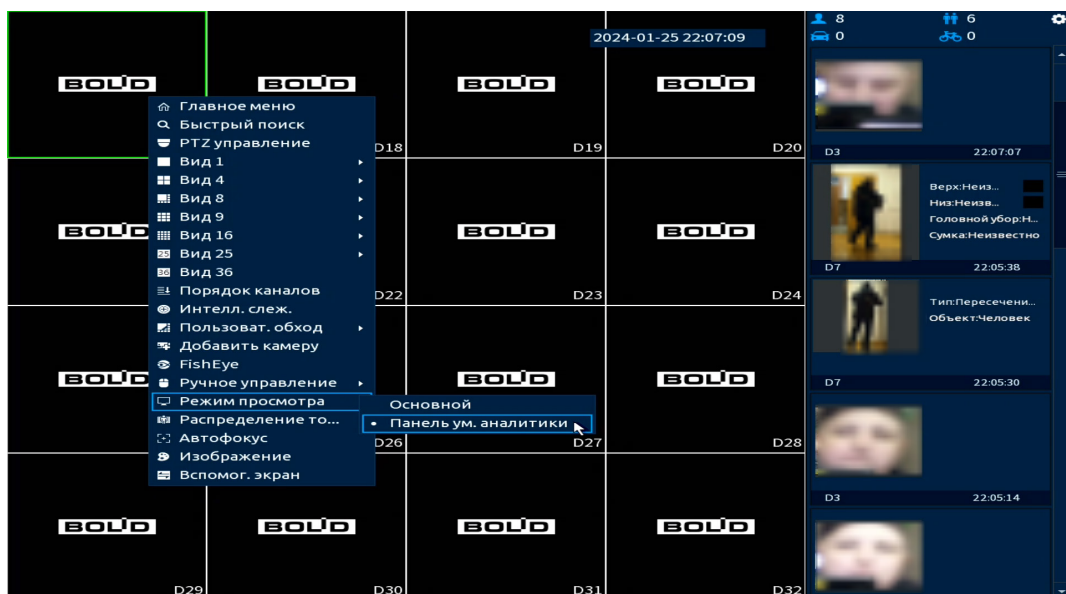 2024-01-25 22:07:09
8
6
0
0
BOLID
BOLID
BOLID
BOLID
D18
D19
D20
Главное меню
Быстрый поиск
PTZ управление
Вид 1
Вид 4
Вид 8
Вид 9
Вид 16
25 Вид 25
36 Вид 36
Порядок каналов
Интелл. слеж.
Пользоват. обход
Добавить камеру
FishEye
Ручное управление
Режим просмотра
Распределение то...
Автофокус
Изображение
Вспомог. экран
Основной
• Панель ум. аналитики
BOLID
BOLID
D22
D23
D24
BOLID
BOLID
D26
D27
D28
BOLID
BOLID
BOLID
BOLID
D29
D30
D31
D32
D3 22:07:07
Верх:Неиз...
Низ:Неизв...
Головной убор:Н...
Сумка:Неизвестно
D7 22:05:38
Тип:Пересечени...
Объект:Человек
D7 22:05:30
D3 22:05:14